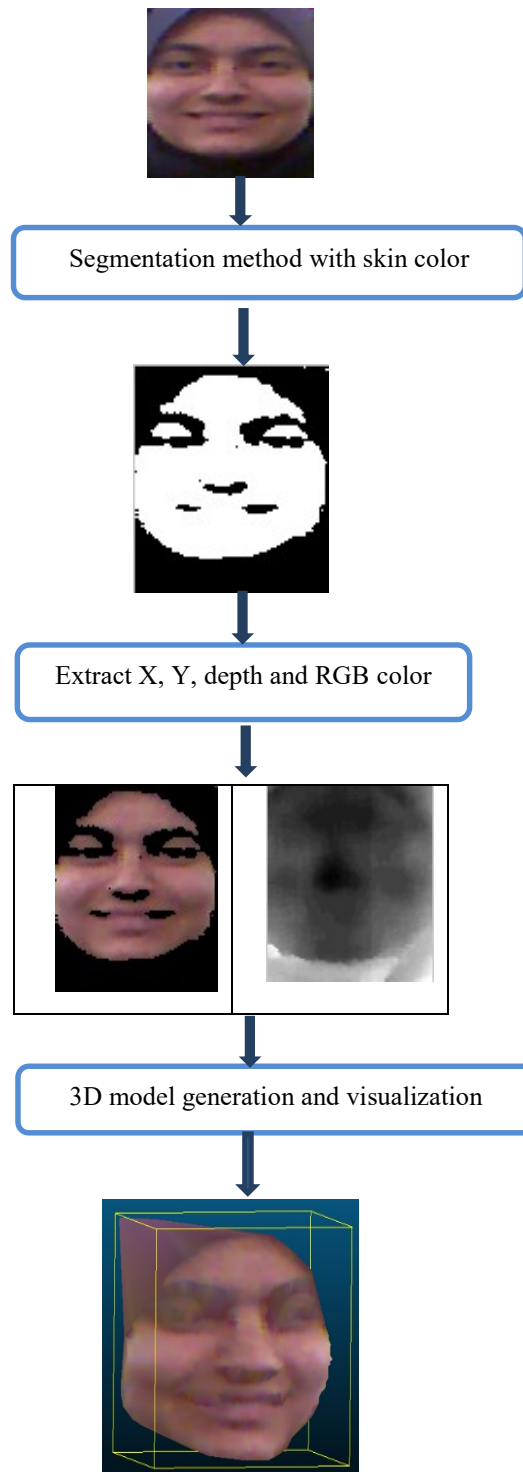 Segmentation method with skin color
Extract X, Y, depth and RGB color
3D model generation and visualization